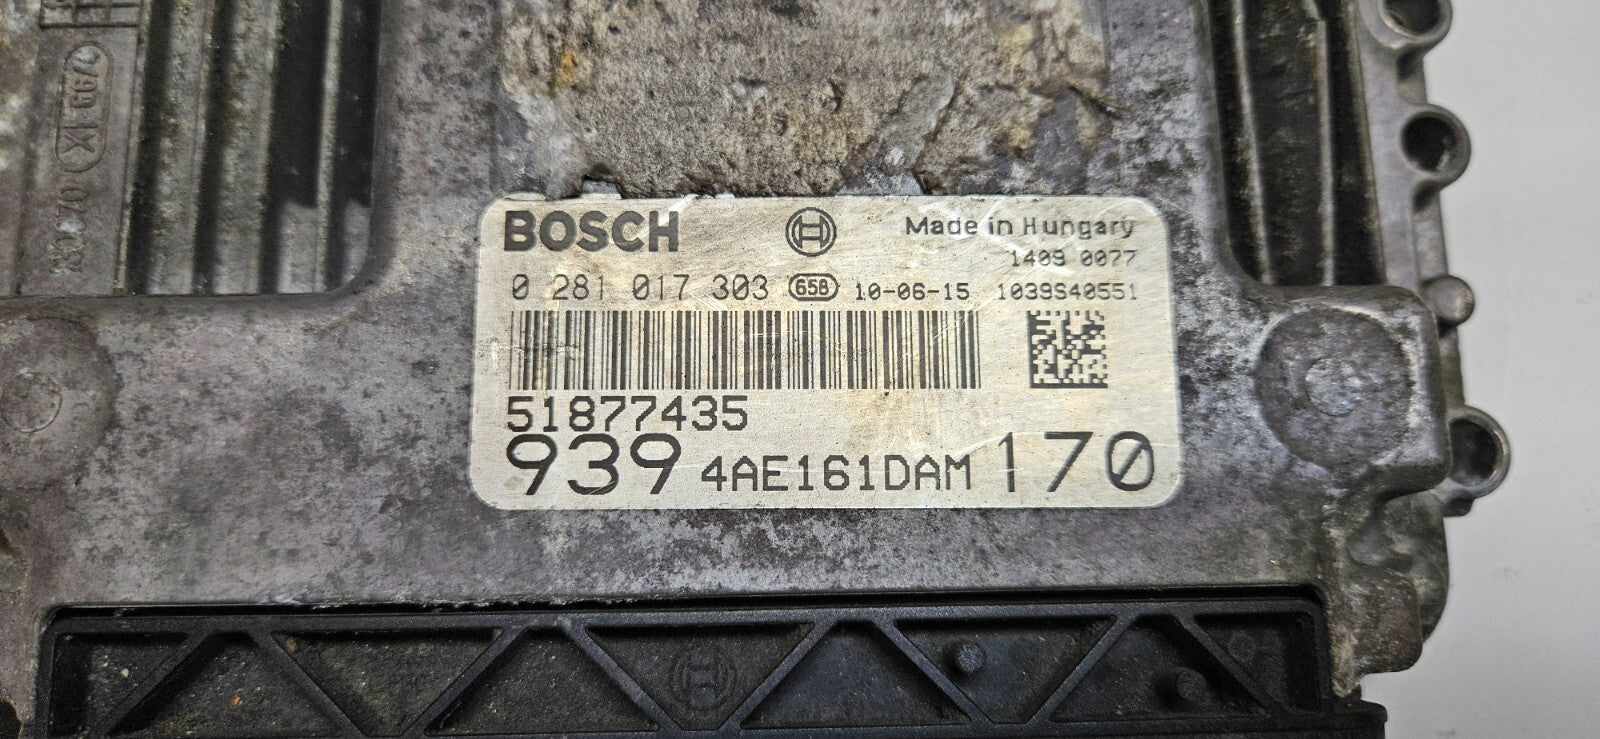 BOSCH
Made in Hungary
1409 0077
0 281 017 303 658 10-06-15 1039S40551
51877435
939 4AE161DAM 170